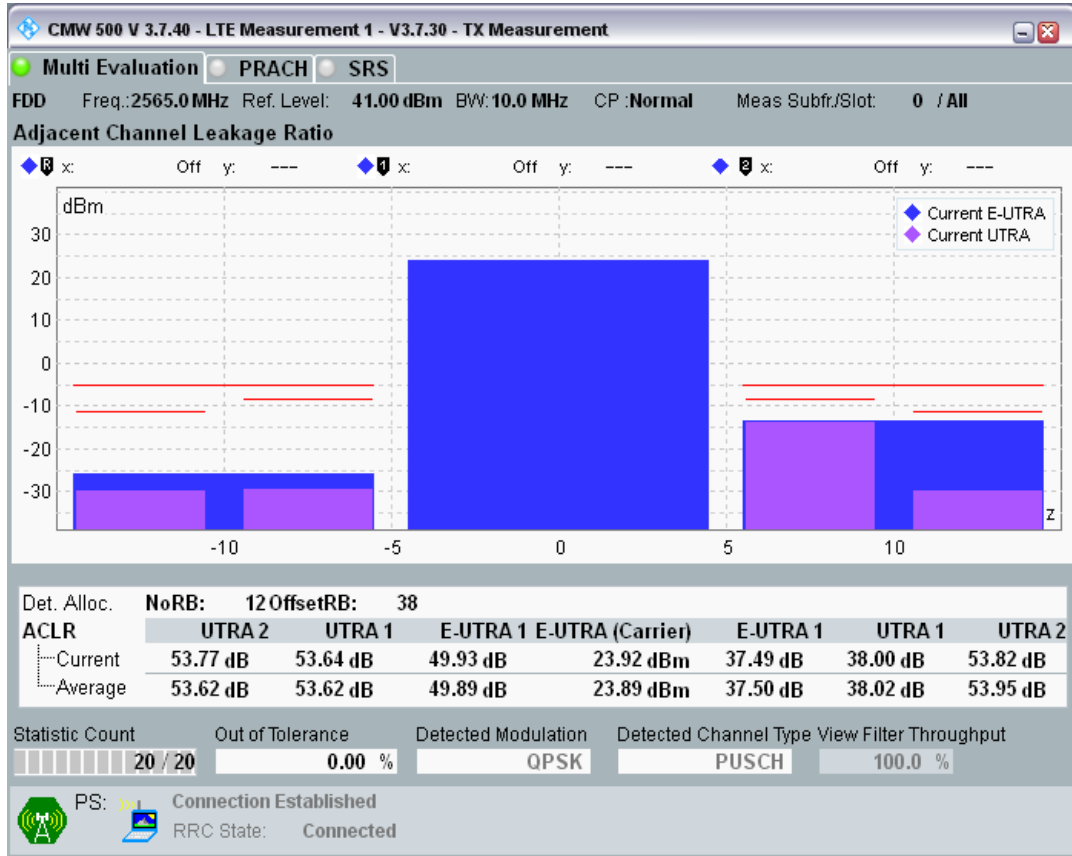 CMW 500 V 3.7.40 - LTE Measurement 1 - V3.7.30 - TX Measurement
Multi Evaluation PRACH SRS
FDD Freq.:2565.0 MHz Ref. Level: 41.00 dBm BW:10.0 MHz CP :Normal Meas Subfr./Slot: 0 / All
Adjacent Channel Leakage Ratio
R x: Off y: --- 1 x: Off y: --- 2 x: Off y: ---
dBm
Current E-UTRA
Current UTRA
30
20
10
0
-10
-20
-30
z
-10 -5 0 5 10
Det. Alloc. NoRB: 12 OffsetRB: 38
ACLR UTRA 2 UTRA 1 E-UTRA 1 E-UTRA (Carrier) E-UTRA 1 UTRA 1 UTRA 2
Current 53.77 dB 53.64 dB 49.93 dB 23.92 dBm 37.49 dB 38.00 dB 53.82 dB
Average 53.62 dB 53.62 dB 49.89 dB 23.89 dBm 37.50 dB 38.02 dB 53.95 dB
Statistic Count Out of Tolerance Detected Modulation Detected Channel Type View Filter Throughput
20 / 20 0.00 % QPSK PUSCH 100.0 %
PS: Connection Established
RRC State: Connected